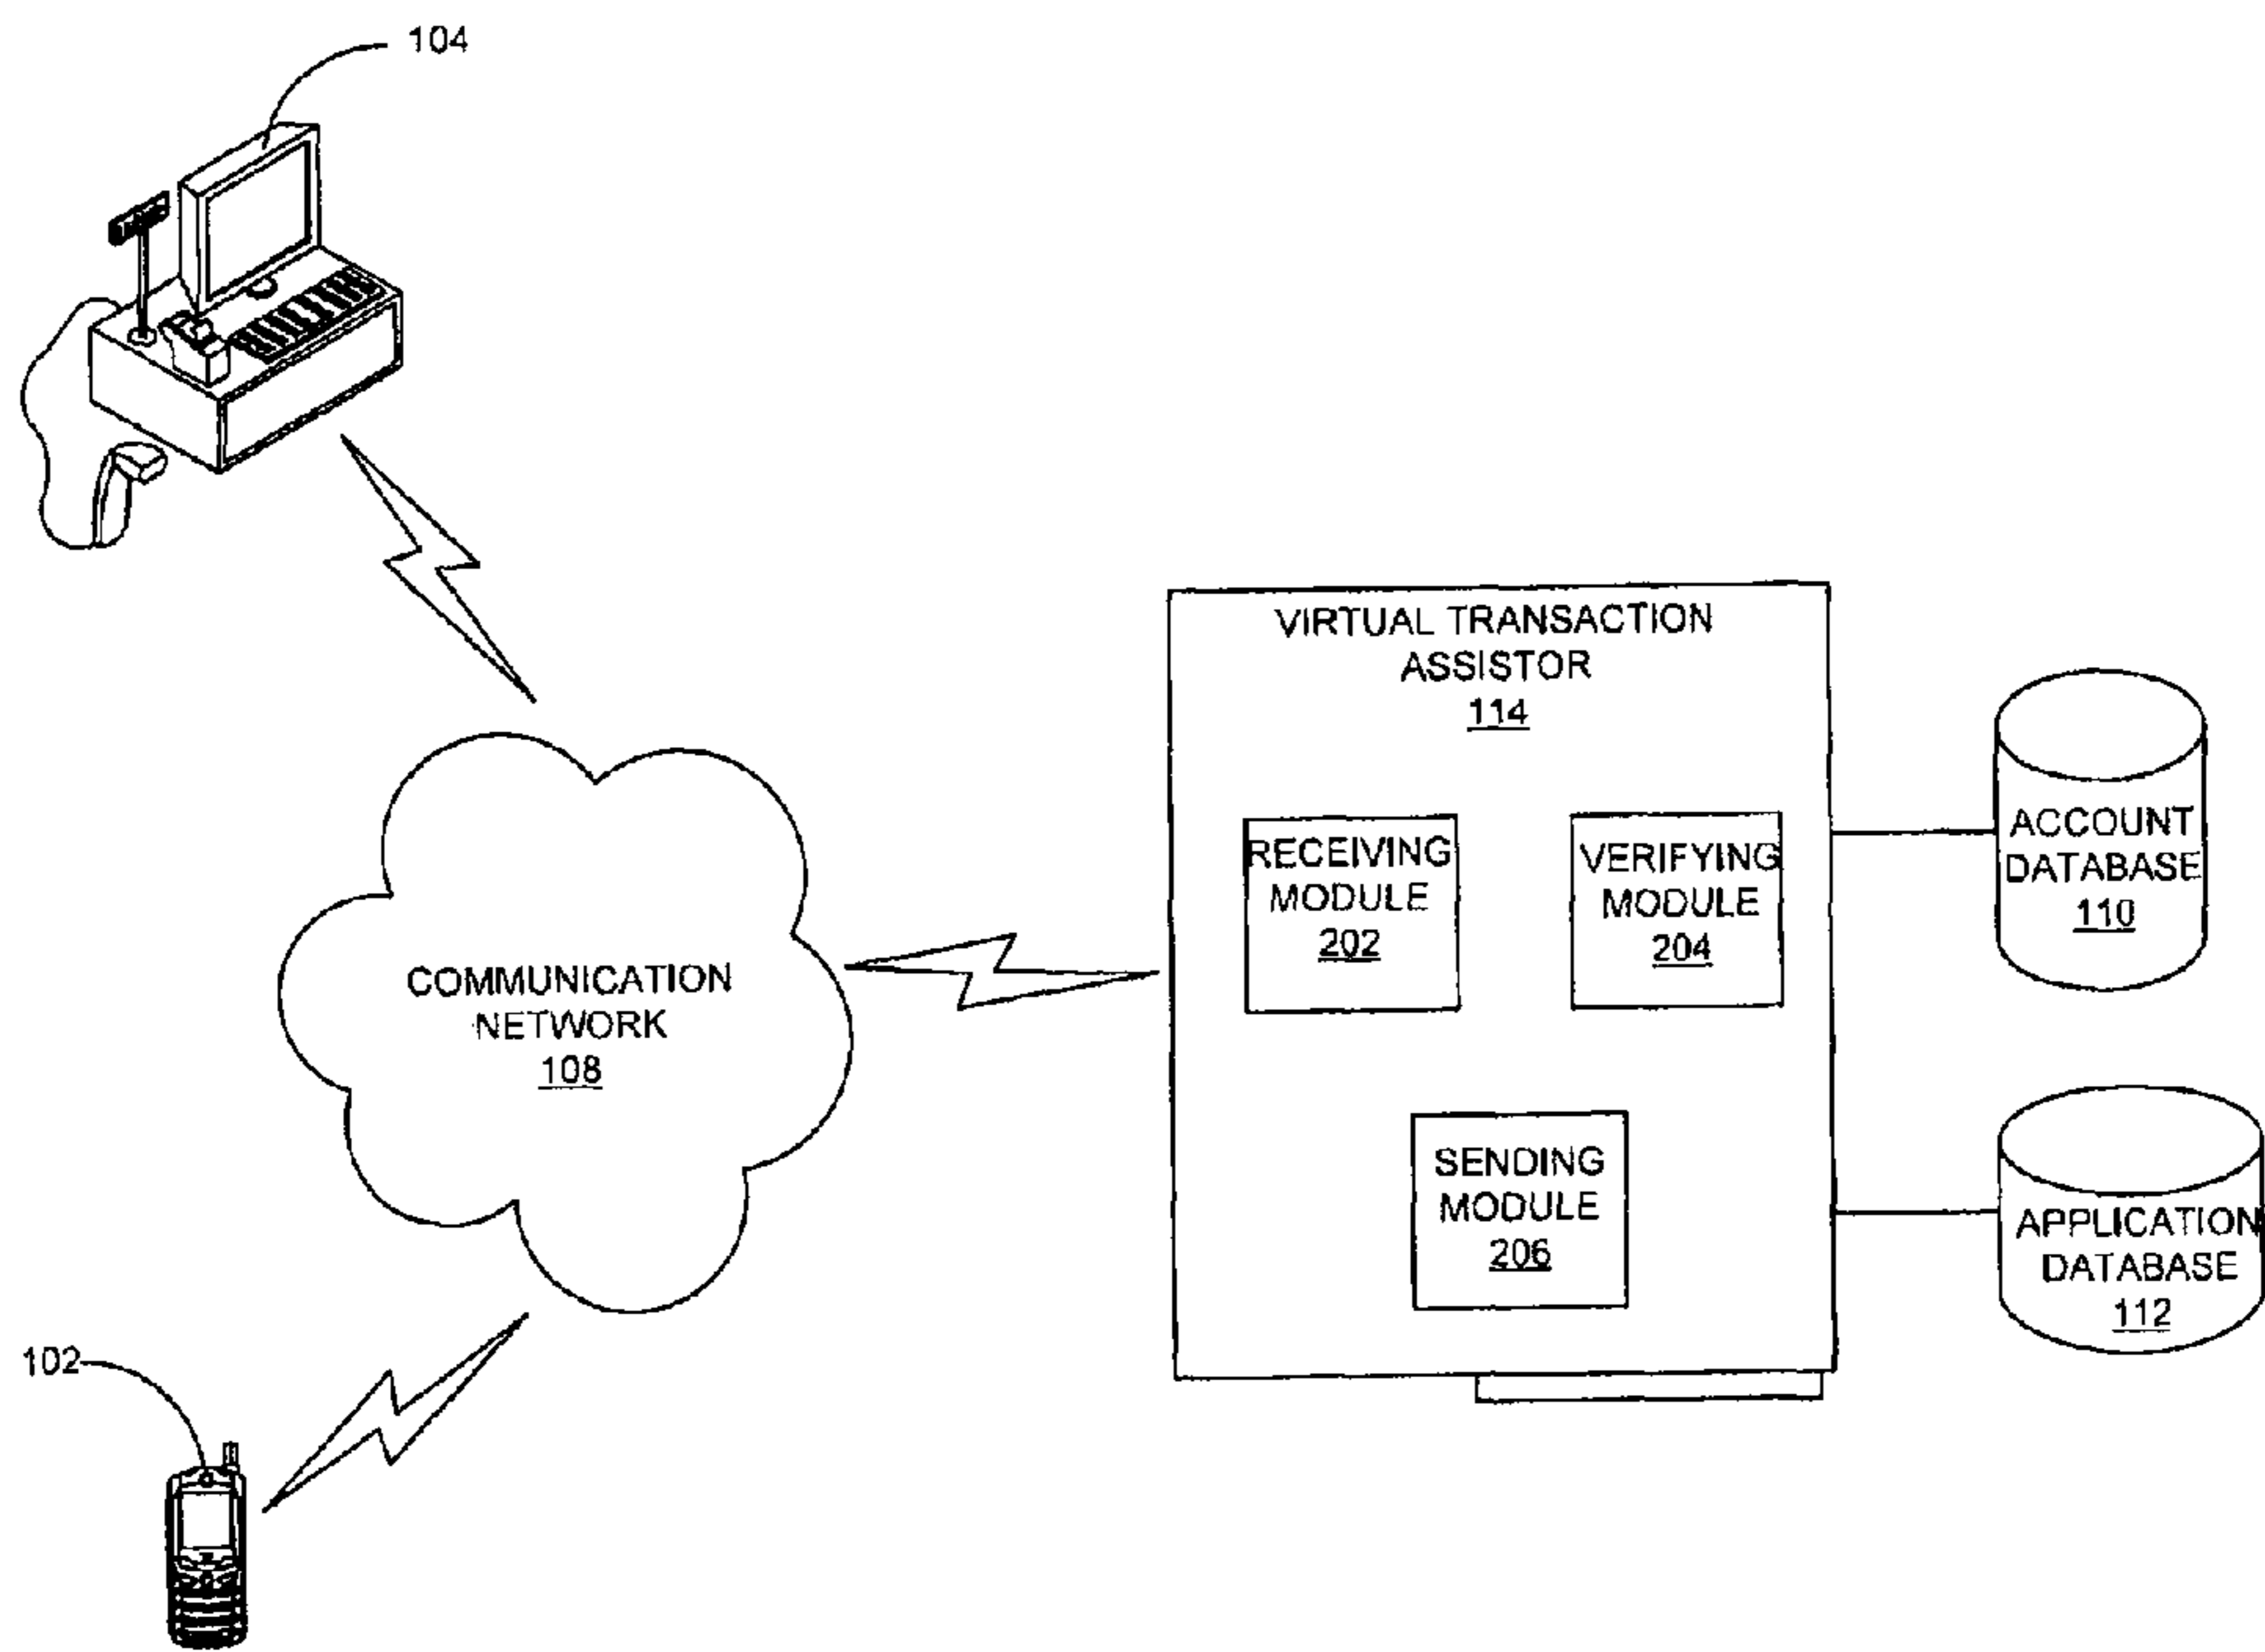 104
VIRTUAL TRANSACTION
ASSISTOR
114
RECEIVING
MODULE
202
VERIFYING
MODULE
204
ACCOUNT
DATABASE
110
COMMUNICATION
NETWORK
108
SENDING
MODULE
206
APPLICATION
DATABASE
112
102